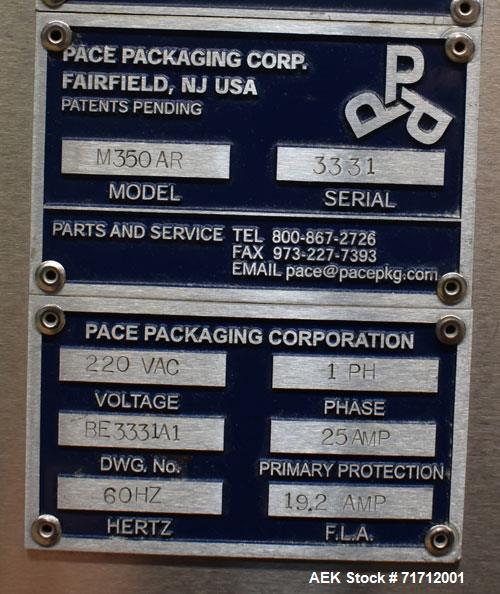 PACE PACKAGING CORP.
FAIRFIELD, NJ USA
PATENTS PENDING
PPP
M350AR
3331
MODEL
SERIAL
PARTS AND SERVICE TEL 800-867-2726
FAX 973-227-7393
EMAIL pace@pacepkg.com
PACE PACKAGING CORPORATION
220 VAC
1 PH
VOLTAGE
PHASE
BE3331A1
25AMP
DWG. No.
PRIMARY PROTECTION
60HZ
19.2 AMP
HERTZ
F.L.A.
AEK Stock # 71712001